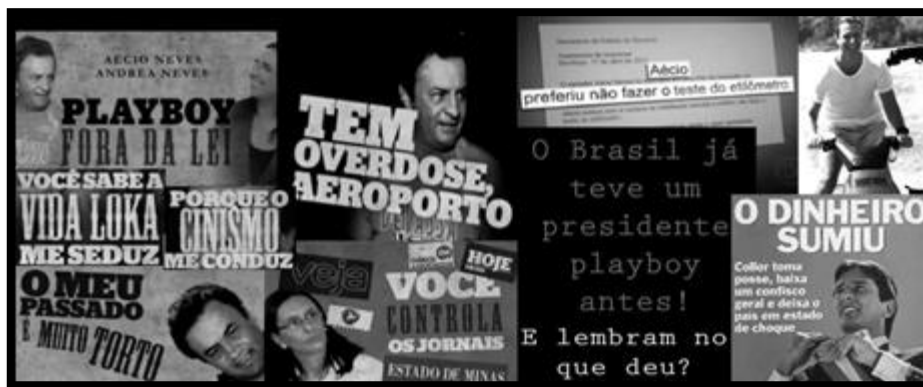 AECIO NEVES
ANDREA NEVES
PLAYBOY
FORA DA LEI
VOCÊ SABE A
VIDA LOKA
ME SEDUZ
PORQUE O
CINISMO
ME CONDUZ
O MEU
PASSADO
É MUITO TORTO
TEM
OVERDOSE,
AEROPORTO
veja
HOJE
VOCÊ
CONTROLA
OS JORNAIS
ESTADO DE MINAS
Aécio
preferiu não fazer o teste do etilômetro
O Brasil já
teve um
presidente
playboy
antes!
E lembram no
que deu?
O DINHEIRO
SUMIU
Collor toma
posse, baixa
um confisco
geral e deixa o
país em estado
de choque